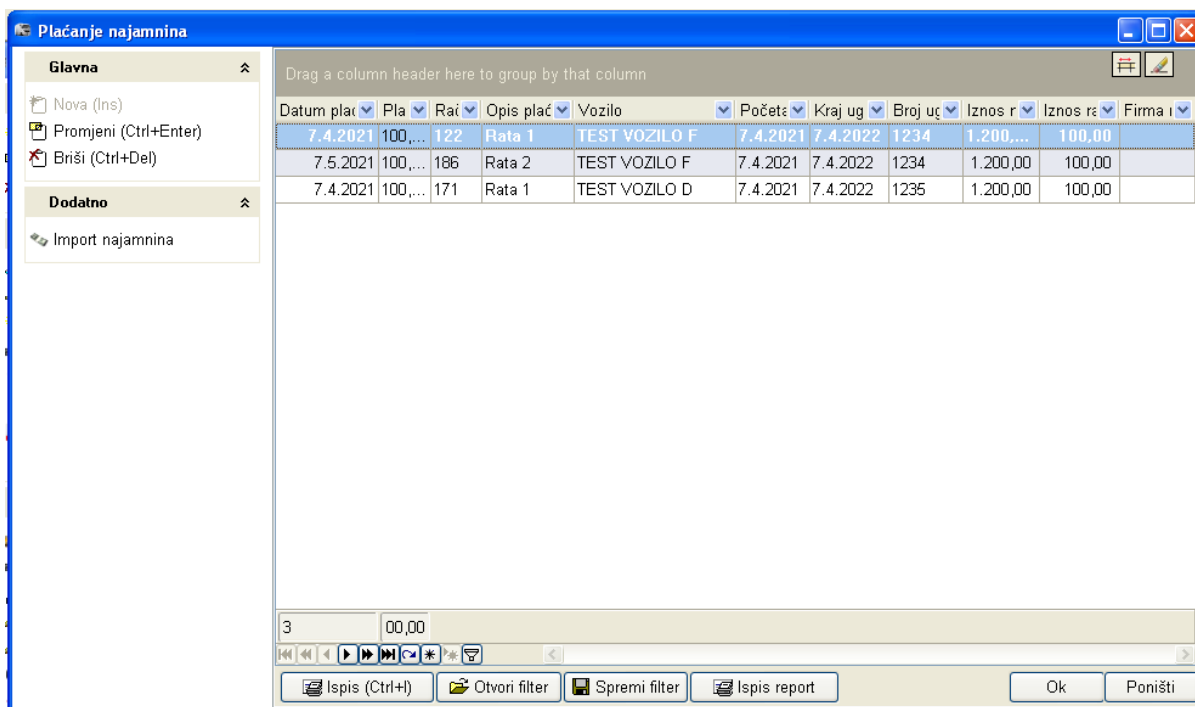 Plaćanje najamnina
Glavna
Nova (Ins)
Promjeni (Ctrl+Enter)
Briši (Ctrl+Del)
Dodatno
Import najamnina
Drag a column header here to group by that column
Datum plać Pla Rač Opis plać Vozilo Početa Kraj ug Broj ug Iznos r Iznos ra Firma
7.4.2021 100,... 122 Rata 1 TEST VOZILO F 7.4.2021 7.4.2022 1234 1.200,... 100,00
7.5.2021 100,... 186 Rata 2 TEST VOZILO F 7.4.2021 7.4.2022 1234 1.200,00 100,00
7.4.2021 100,... 171 Rata 1 TEST VOZILO D 7.4.2021 7.4.2022 1235 1.200,00 100,00
3 00,00
Ispis (Ctrl+I) Otvori filter Spremi filter Ispis report Ok Poništi